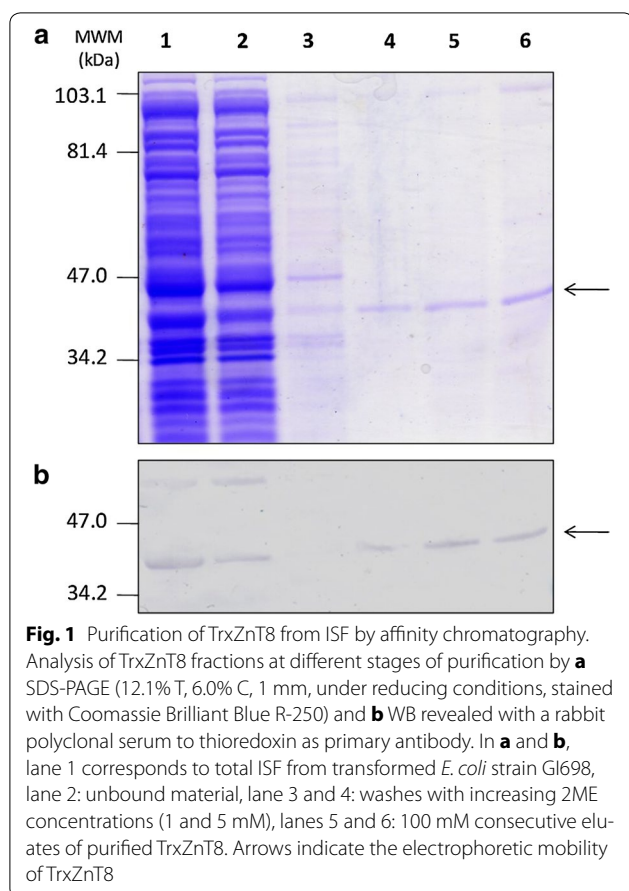 a MWM 1 2 3 4 5 6
(kDa)
103.1
81.4
47.0
34.2
b
47.0
34.2
Fig. 1 Purification of TrxZnT8 from ISF by affinity chromatography.
Analysis of TrxZnT8 fractions at different stages of purification by a
SDS-PAGE (12.1% T, 6.0% C, 1 mm, under reducing conditions, stained
with Coomassie Brilliant Blue R-250) and b WB revealed with a rabbit
polyclonal serum to thioredoxin as primary antibody. In a and b,
lane 1 corresponds to total ISF from transformed E. coli strain GI698,
lane 2: unbound material, lane 3 and 4: washes with increasing 2ME
concentrations (1 and 5 mM), lanes 5 and 6: 100 mM consecutive elu-
ates of purified TrxZnT8. Arrows indicate the electrophoretic mobility
of TrxZnT8